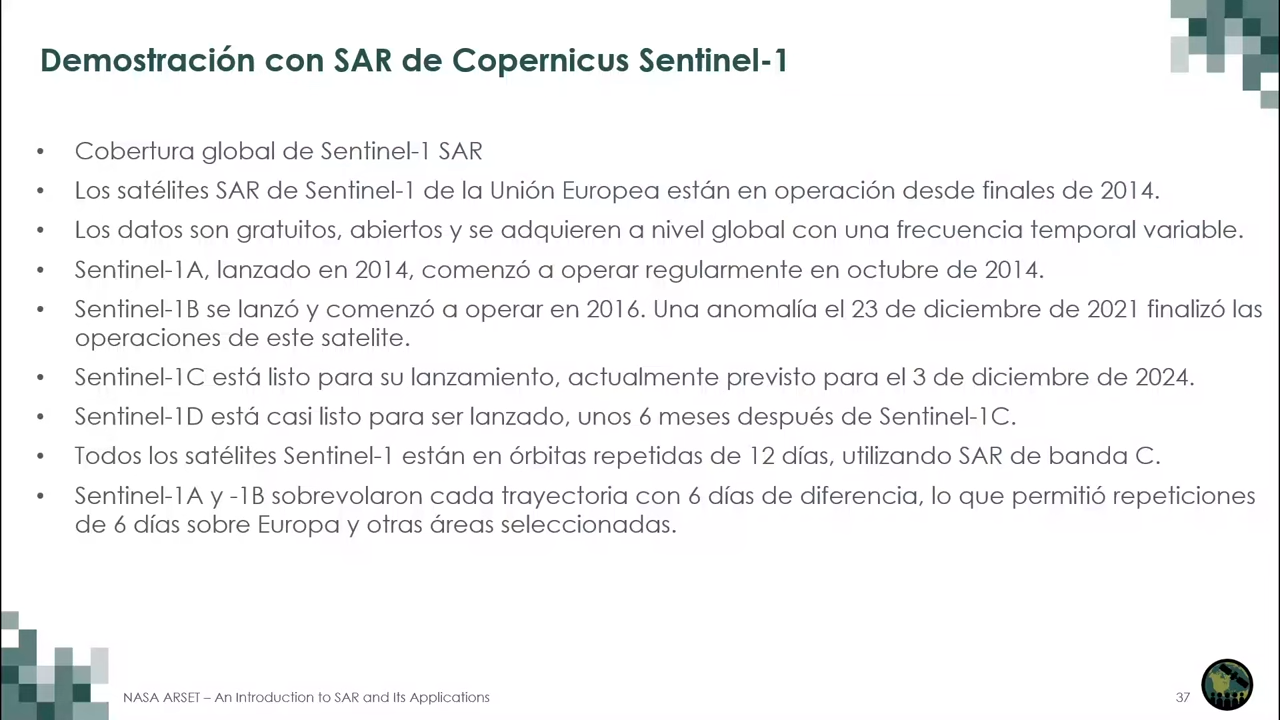 Demostración con SAR de Copernicus Sentinel-1
• Cobertura global de Sentinel-1 SAR
• Los satélites SAR de Sentinel-1 de la Unión Europea están en operación desde finales de 2014.
• Los datos son gratuitos, abiertos y se adquieren a nivel global con una frecuencia temporal variable.
• Sentinel-1A, lanzado en 2014, comenzó a operar regularmente en octubre de 2014.
• Sentinel-1B se lanzó y comenzó a operar en 2016. Una anomalía el 23 de diciembre de 2021 finalizó las
operaciones de este satelite.
• Sentinel-1C está listo para su lanzamiento, actualmente previsto para el 3 de diciembre de 2024.
• Sentinel-1D está casi listo para ser lanzado, unos 6 meses después de Sentinel-1C.
• Todos los satélites Sentinel-1 están en órbitas repetidas de 12 días, utilizando SAR de banda C.
• Sentinel-1A y -1B sobrevolaron cada trayectoria con 6 días de diferencia, lo que permitió repeticiones
de 6 días sobre Europa y otras áreas seleccionadas.
NASA ARSET – An Introduction to SAR and Its Applications
37